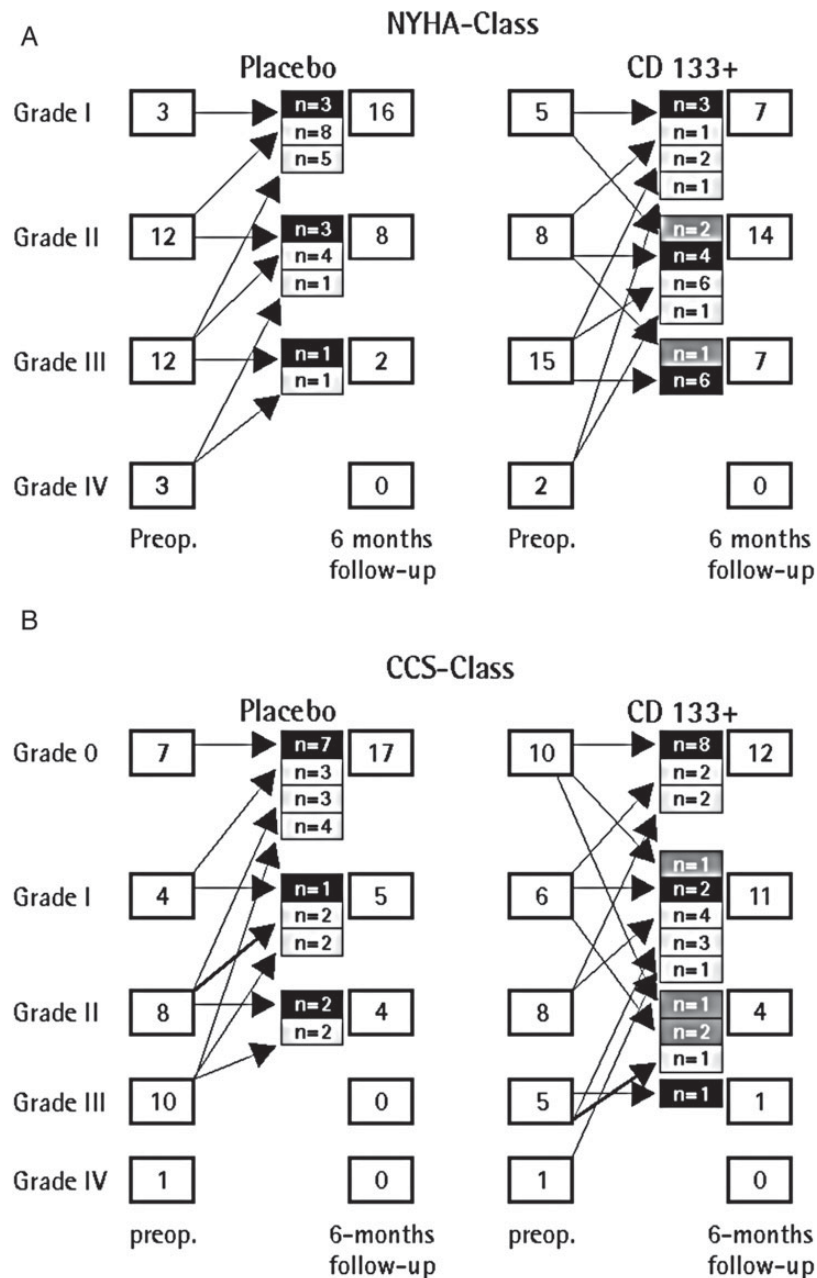 A
NYHA-Class
Placebo
CD 133+
Grade I
3
n=3
n=8
n=5
16
5
n=3
n=1
n=2
n=1
7
Grade II
12
n=3
n=4
n=1
8
8
n=2
n=4
n=6
n=1
14
Grade III
12
n=1
n=1
2
15
n=1
n=6
7
Grade IV
3
0
2
0
Preop.
6 months
follow-up
Preop.
6 months
follow-up
B
CCS-Class
Placebo
CD 133+
Grade 0
7
n=7
n=3
n=3
n=4
17
10
n=8
n=2
n=2
12
Grade I
4
n=1
n=2
n=2
5
6
n=1
n=2
n=4
n=3
n=1
11
Grade II
8
n=2
n=2
4
8
n=1
n=2
n=1
4
Grade III
10
0
5
n=1
1
Grade IV
1
0
1
0
preop.
6-months
follow-up
preop.
6-months
follow-up